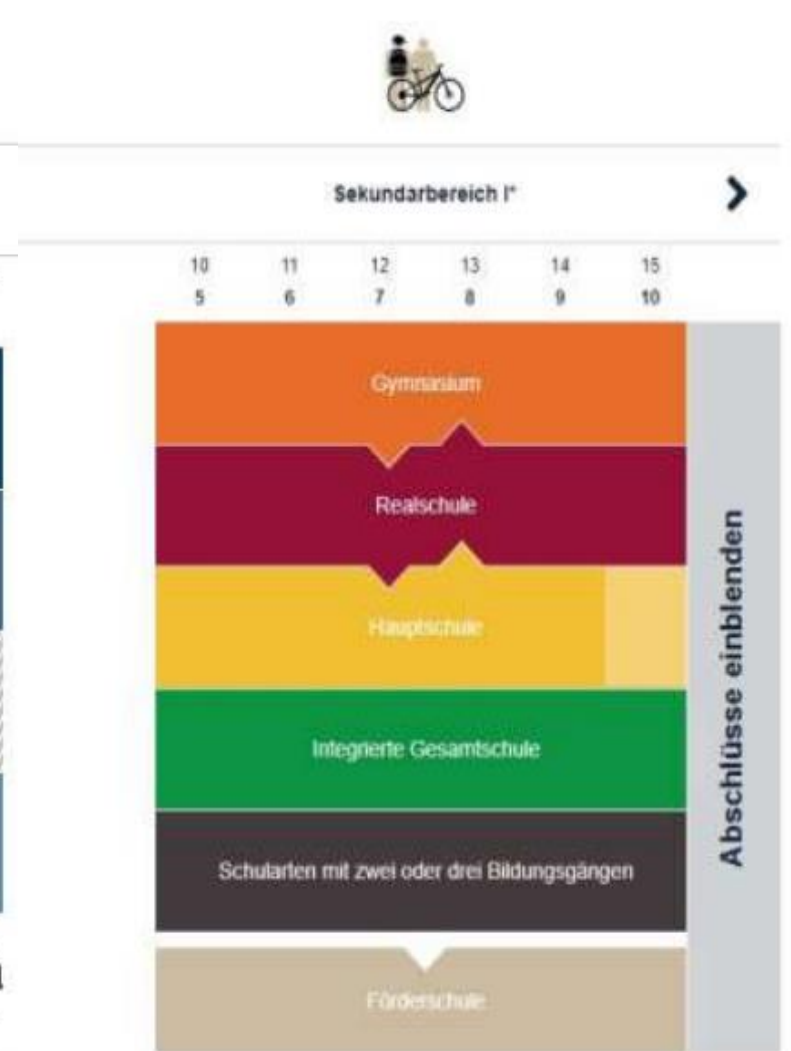 Sekundarbereich I*
10 11 12 13 14 15
5 6 7 8 9 10
Gymnasium
Realschule
Hauptschule
Integrierte Gesamtschule
Schularten mit zwei oder drei Bildungsgängen
Förderschule
Abschlüsse einblenden